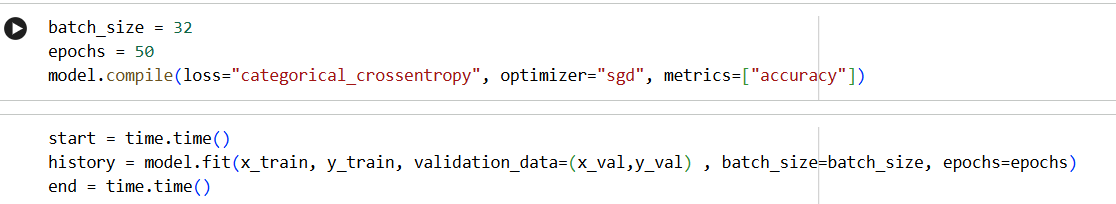 batch_size = 32
epochs = 50
model.compile(loss="categorical_crossentropy", optimizer="sgd", metrics=["accuracy"])
start = time.time()
history = model.fit(x_train, y_train, validation_data=(x_val,y_val) , batch_size=batch_size, epochs=epochs)
end = time.time()